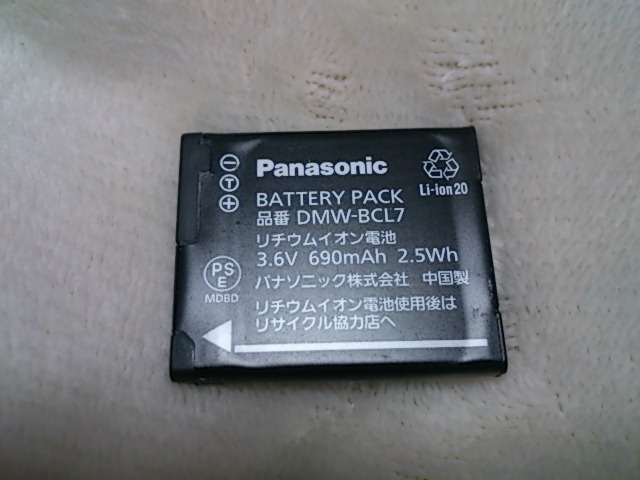 Panasonic
BATTERY PACK
品番 DMW-BCL7
リチウムイオン電池
3.6V 690mAh 2.5Wh
パナソニック株式会社 中国製
リチウムイオン電池使用後は
リサイクル協力店へ
Li-ion20
T
PS
E
MDBD